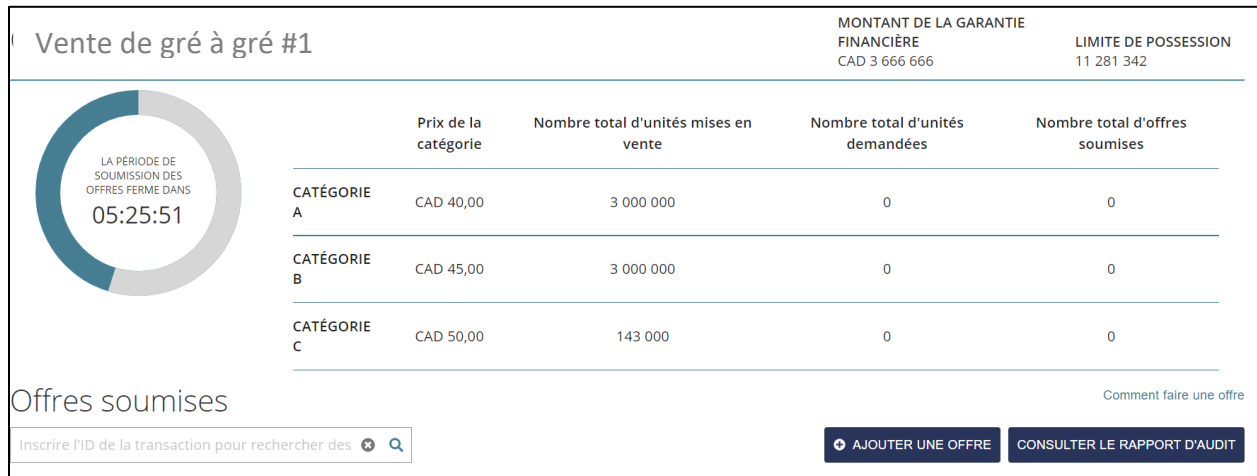 Vente de gré à gré #1
MONTANT DE LA GARANTIE
FINANCIÈRE
CAD 3 666 666
LIMITE DE POSSESSION
11 281 342
LA PÉRIODE DE
SOUMISSION DES
OFFRES FERME DANS
05:25:51
Prix de la
catégorie
Nombre total d'unités mises en
vente
Nombre total d'unités
demandées
Nombre total d'offres
soumises
CATÉGORIE
A
CAD 40,00
3 000 000
0
0
CATÉGORIE
B
CAD 45,00
3 000 000
0
0
CATÉGORIE
C
CAD 50,00
143 000
0
0
Offres soumises
Comment faire une offre
Inscrire l'ID de la transaction pour rechercher des
AJOUTER UNE OFFRE
CONSULTER LE RAPPORT D'AUDIT